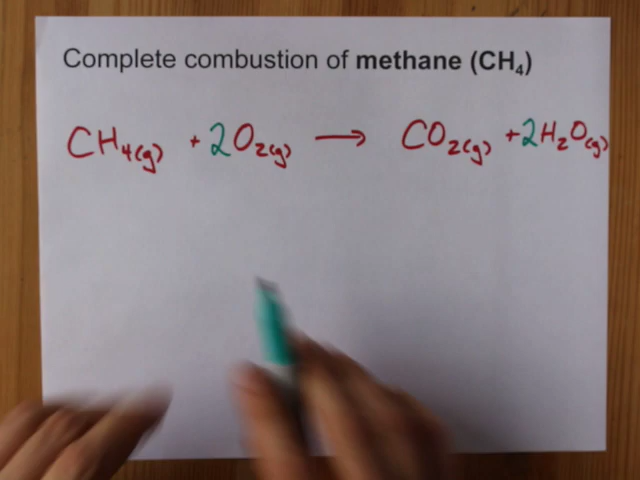 Complete combustion of methane (CH₄)
CH₄(g) + 2O₂(g) → CO₂(g) + 2H₂O(g)